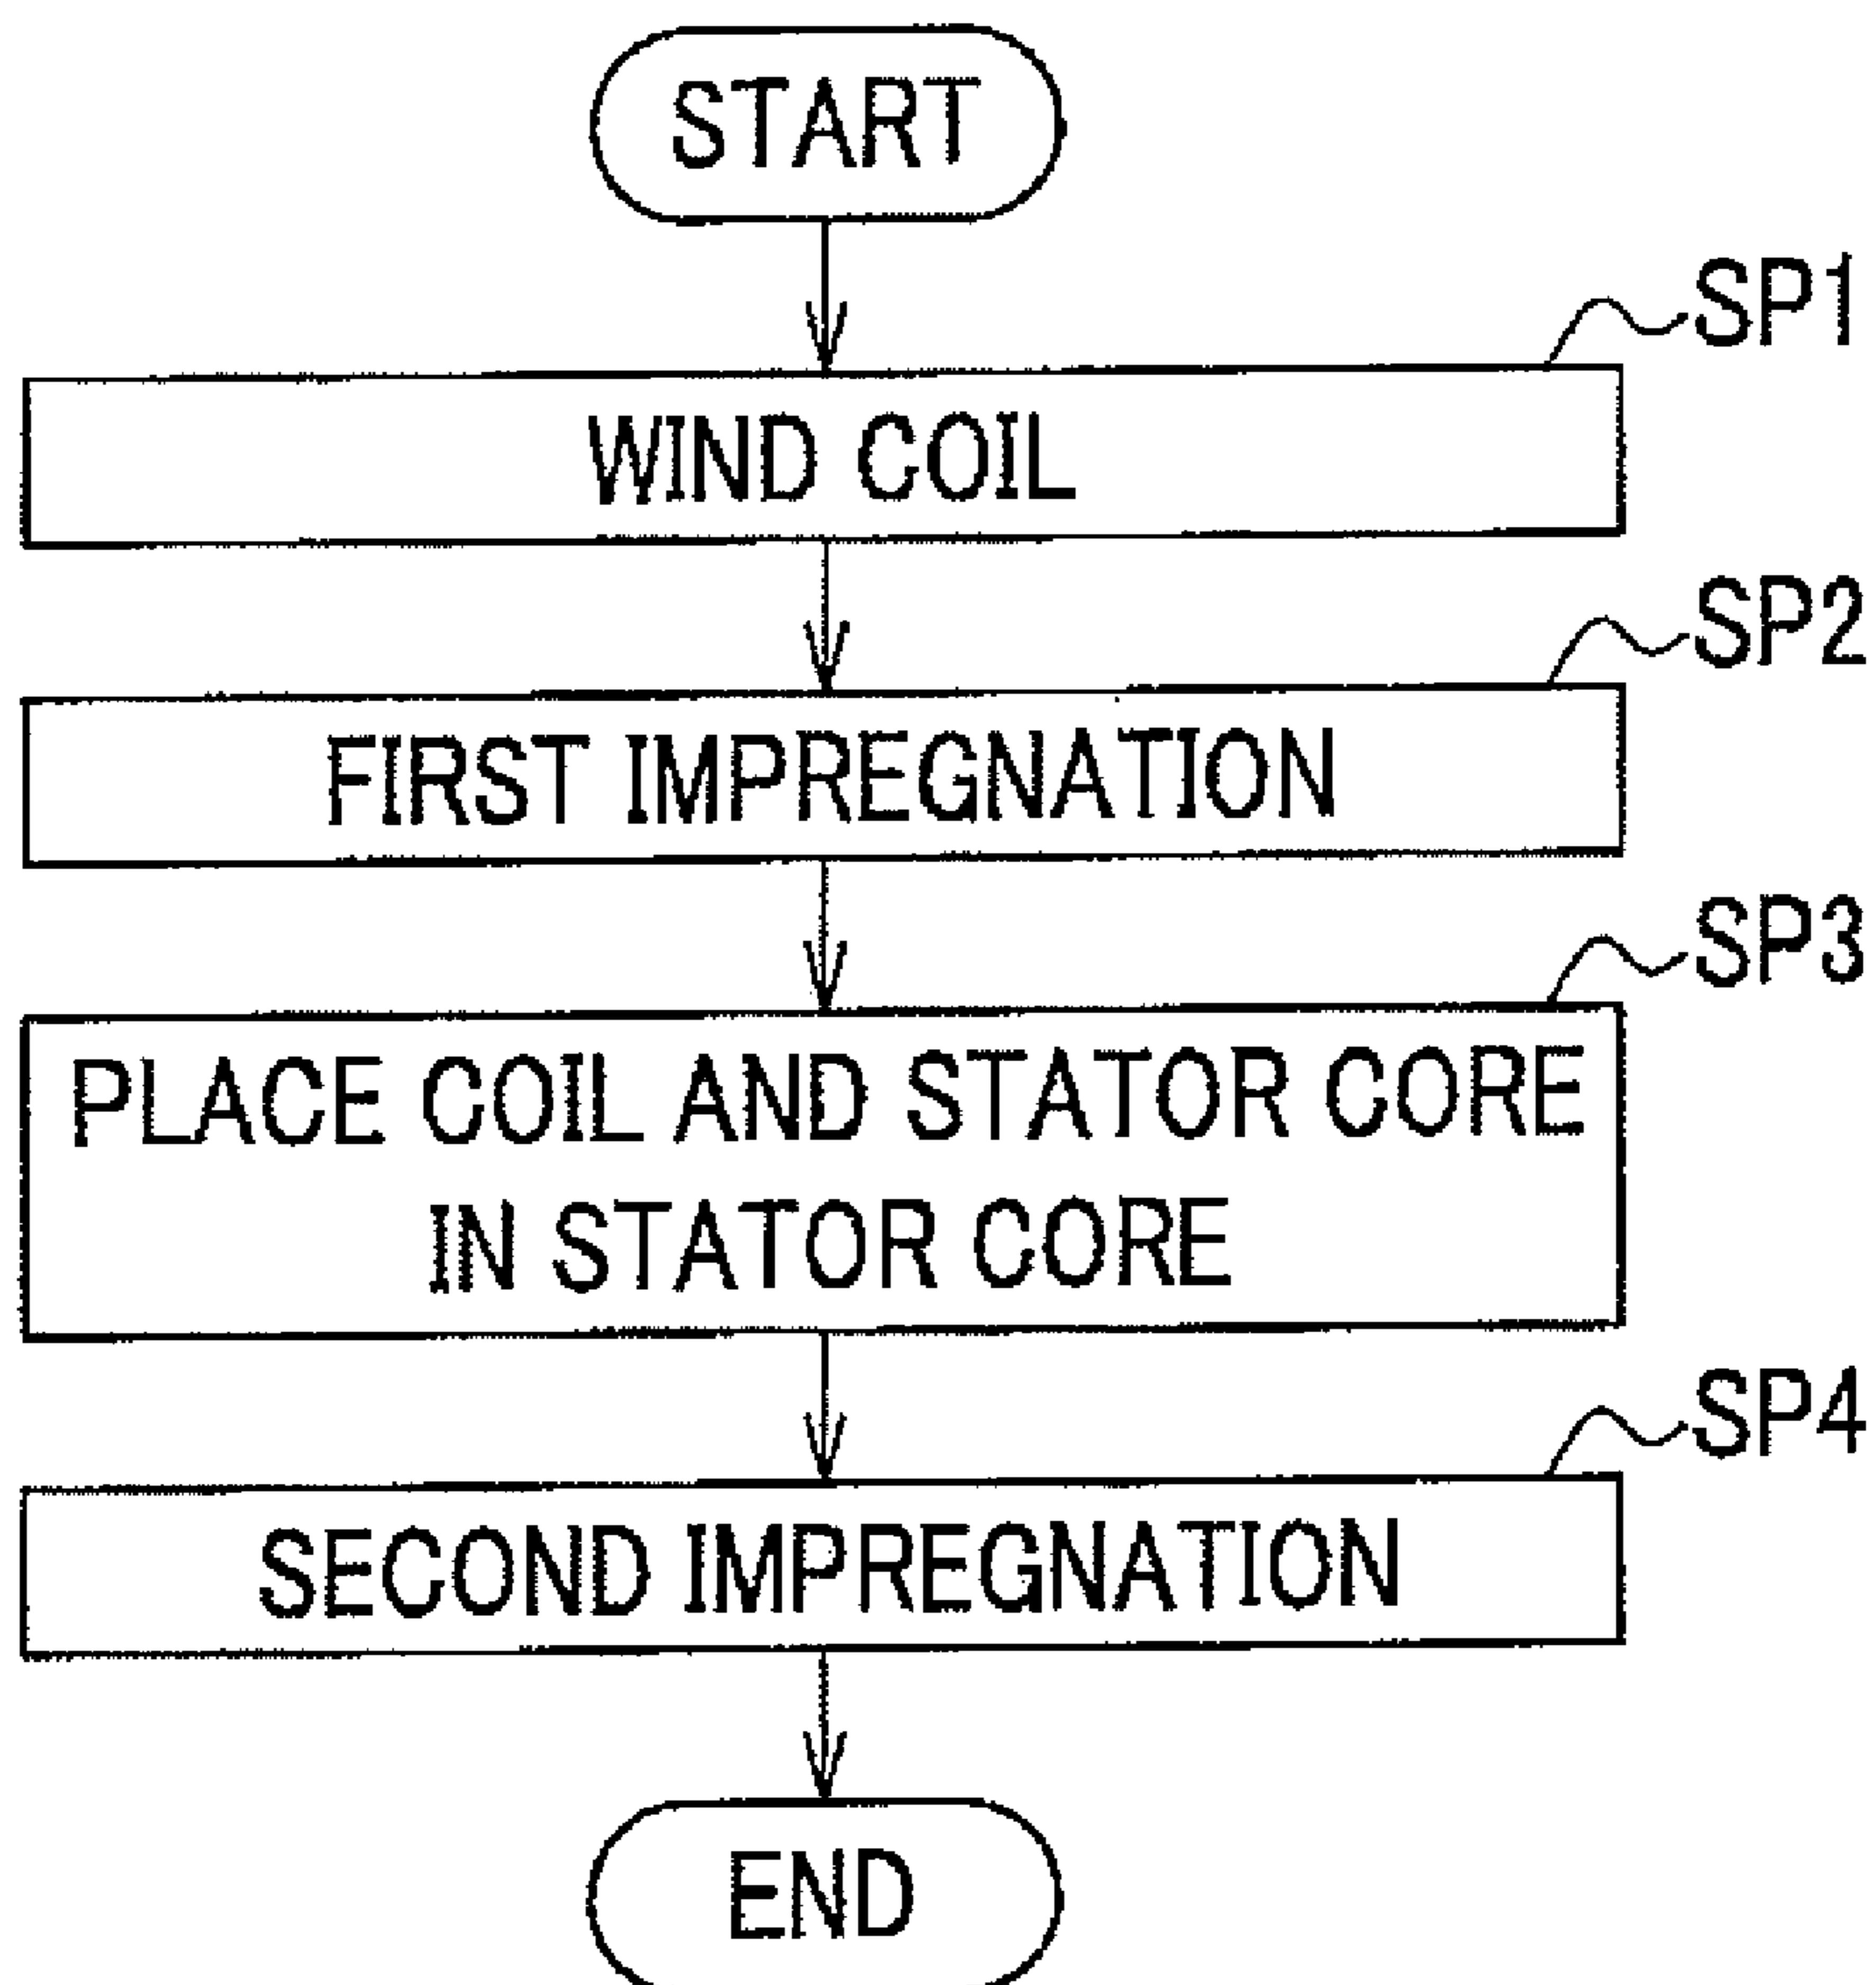 START
SP1
WIND COIL
SP2
FIRST IMPREGNATION
SP3
PLACE COIL AND STATOR CORE
IN STATOR CORE
SP4
SECOND IMPREGNATION
END